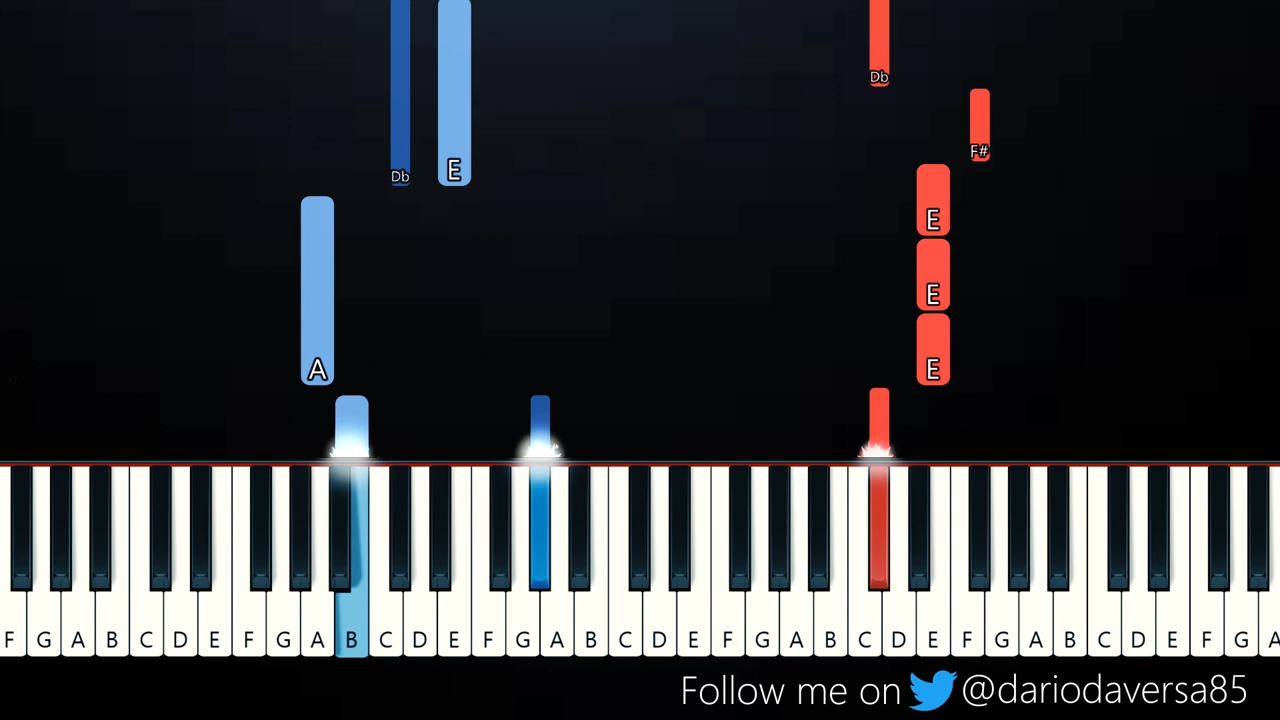 Db
Db E
F#
E
E
A E
F G A B C D E F G A B C D E F G A B C D E F G A B C D E F G A B C D E F G A
Follow me on @dariodaversa85